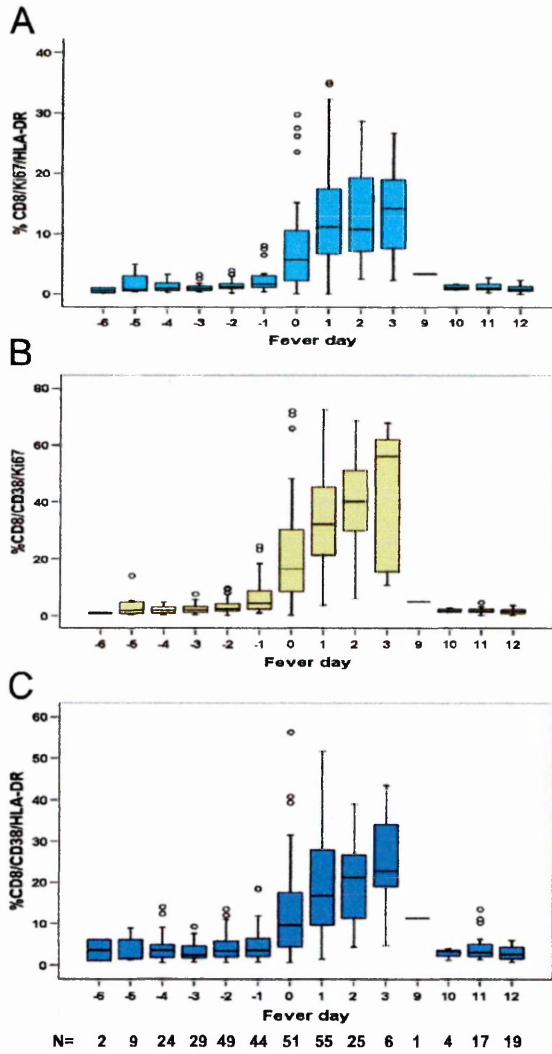 A
% CD8/Ki67/HLA-DR
40
30
20
10
0
-6 -5 -4 -3 -2 -1 0 1 2 3 9 10 11 12
Fever day
B
%CD8/CD38/Ki67
80
60
40
20
0
-6 -5 -4 -3 -2 -1 0 1 2 3 9 10 11 12
Fever day
C
%CD8/CD38/HLA-DR
60
50
40
30
20
10
0
-6 -5 -4 -3 -2 -1 0 1 2 3 9 10 11 12
Fever day
N= 2 9 24 29 49 44 51 55 25 6 1 4 17 19